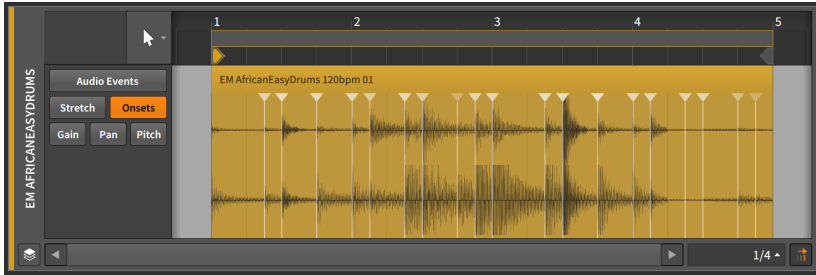 EM AFRICANEASYDRUMS
1 2 3 4 5
Audio Events
Stretch Onsets
Gain Pan Pitch
EM AfricanEasyDrums 120bpm 01
1/4